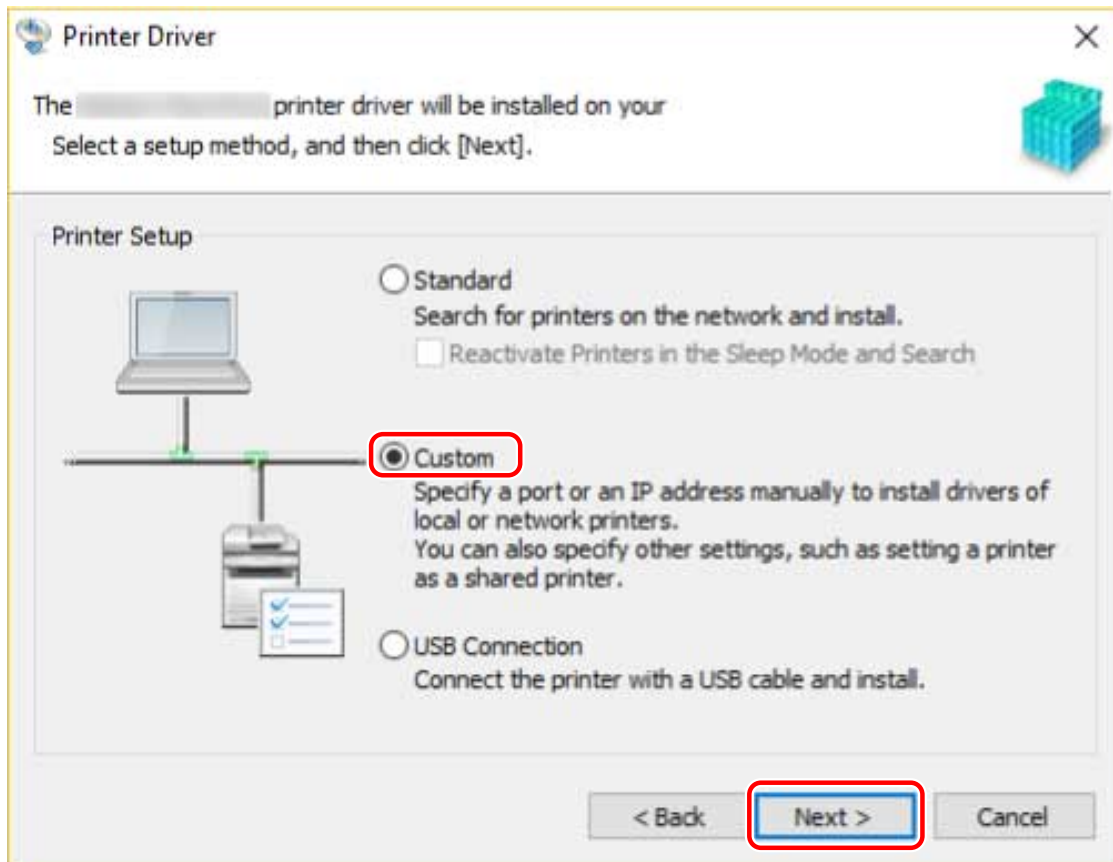 Printer Driver
The printer driver will be installed on your
Select a setup method, and then click [Next].
Printer Setup
Standard
Search for printers on the network and install.
Reactivate Printers in the Sleep Mode and Search
Custom
Specify a port or an IP address manually to install drivers of
local or network printers.
You can also specify other settings, such as setting a printer
as a shared printer.
USB Connection
Connect the printer with a USB cable and install.
< Back
Next >
Cancel